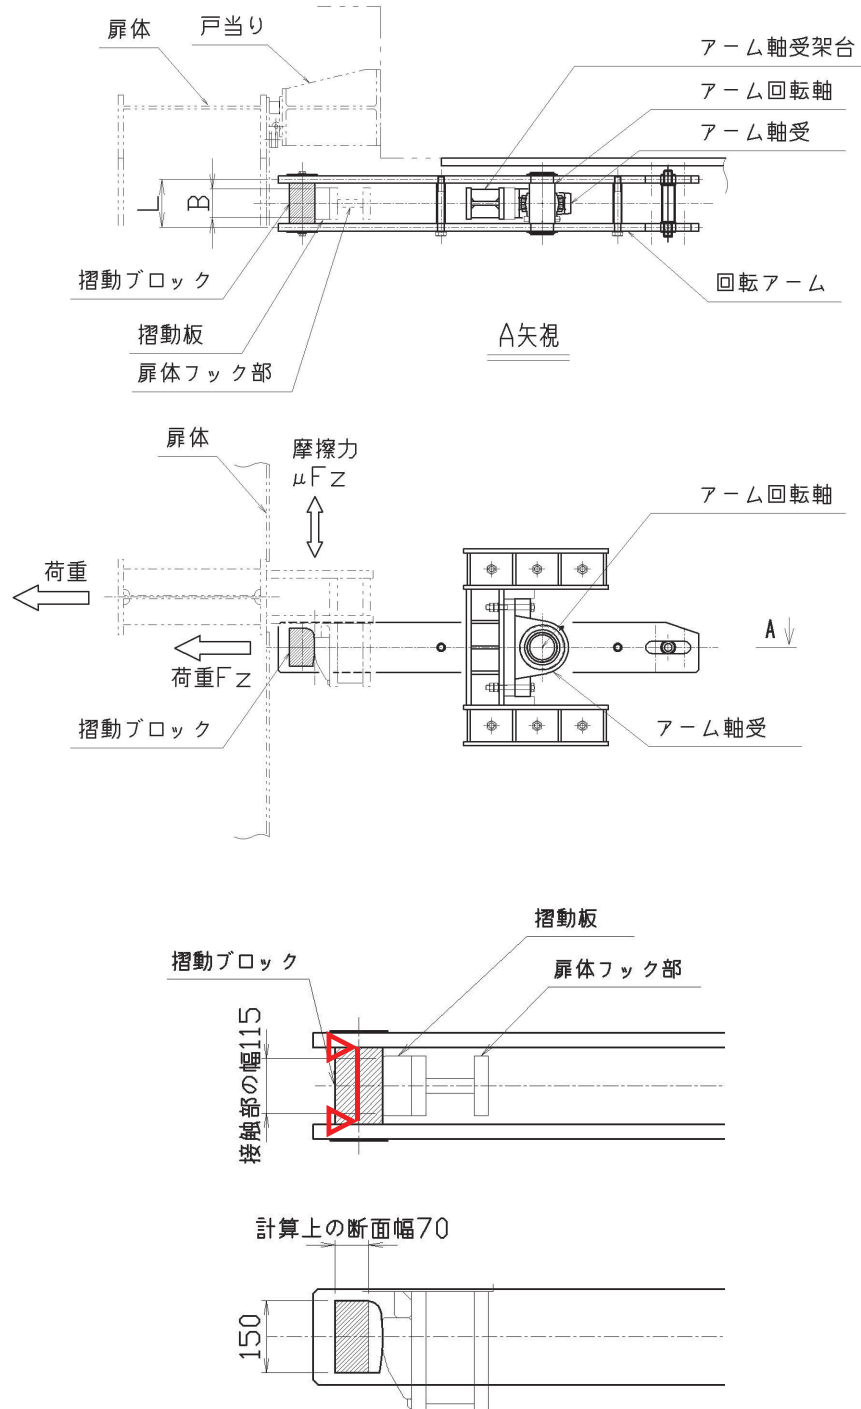 扉体
戸当り
アーム軸受架台
アーム回転軸
アーム軸受
L
B
摺動ブロック
回転アーム
摺動板
扉体フック部
A矢視
扉体
摩擦力
μFz
アーム回転軸
荷重
荷重Fz
A
摺動ブロック
アーム軸受
摺動板
摺動ブロック
扉体フック部
接触部の幅115
計算上の断面幅70
150